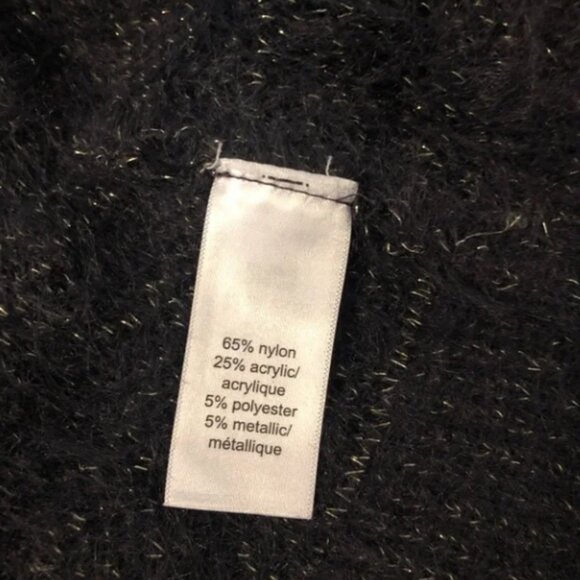 65% nylon
25% acrylic/
acrylique
5% polyester
5% metallic/
métallique